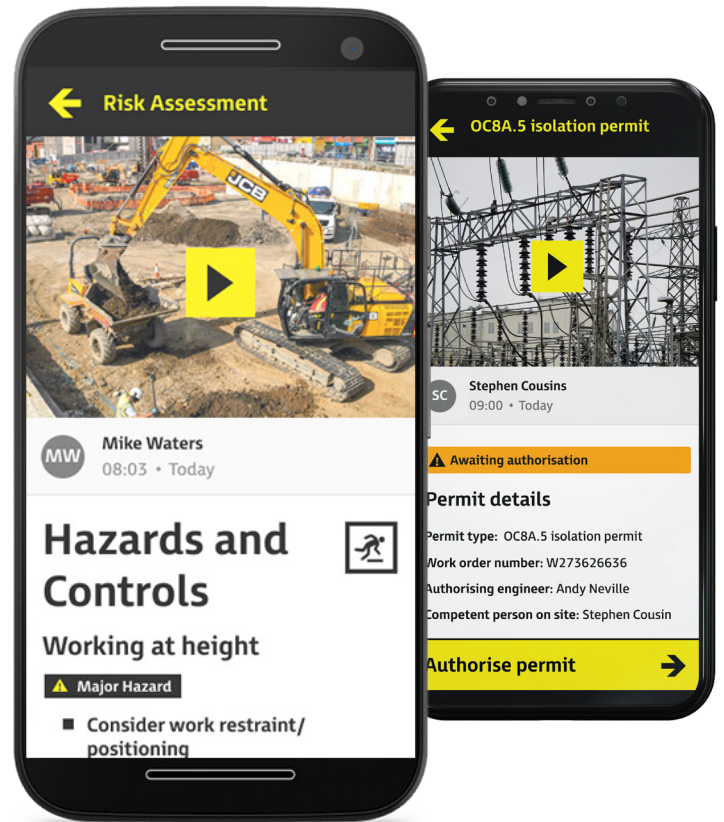 Risk Assessment
JCB
MW
Mike Waters
08:03 • Today
Hazards and
Controls
Working at height
Major Hazard
Consider work restraint/
positioning
OC8A.5 isolation permit
SC
Stephen Cousins
09:00 • Today
Awaiting authorisation
Permit details
Permit type: OC8A.5 isolation permit
Work order number: W273626636
Authorising engineer: Andy Neville
Competent person on site: Stephen Cousin
Authorise permit